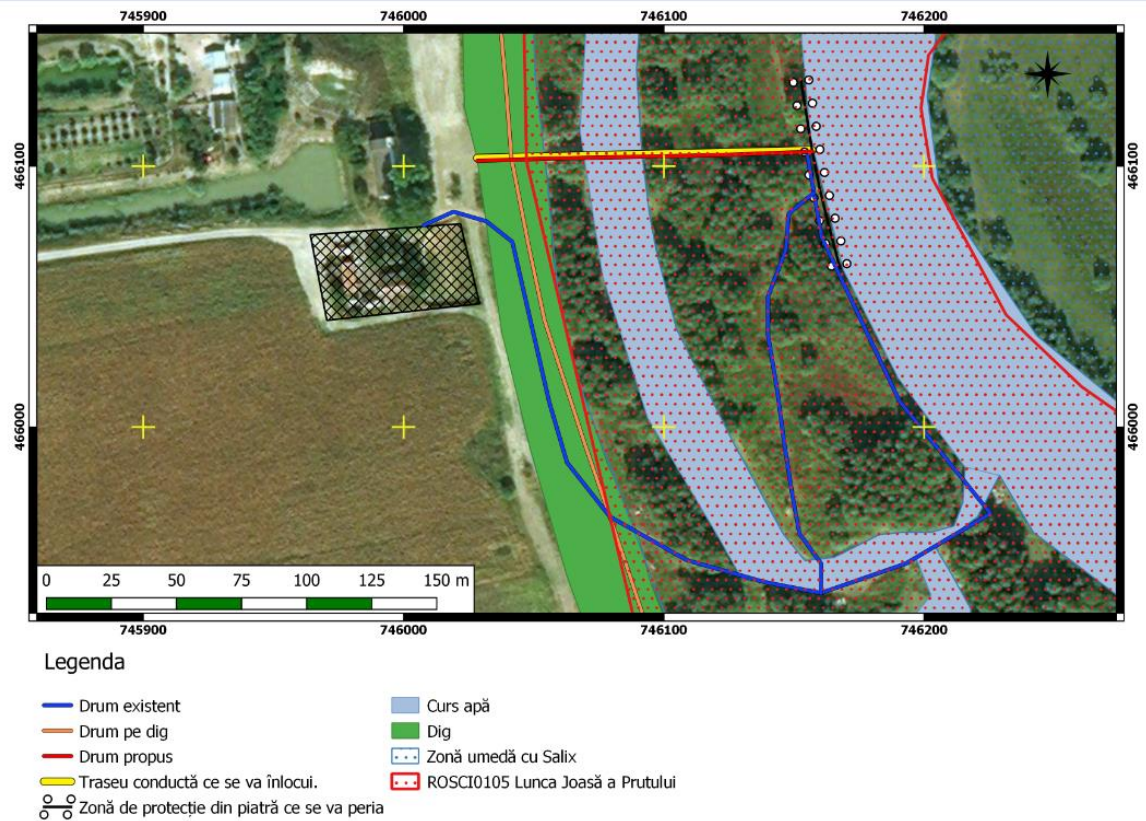 745900 746000 746100 746200
466100 466100
466000 466000
0 25 50 75 100 125 150 m
745900 746000 746100 746200
Legenda
Drum existent
Drum pe dig
Drum propus
Traseu conductă ce se va înlocui.
Zonă de protecție din piatră ce se va peria
Curs apă
Dig
Zonă umedă cu Salix
ROSCI0105 Lunca Joasă a Prutului